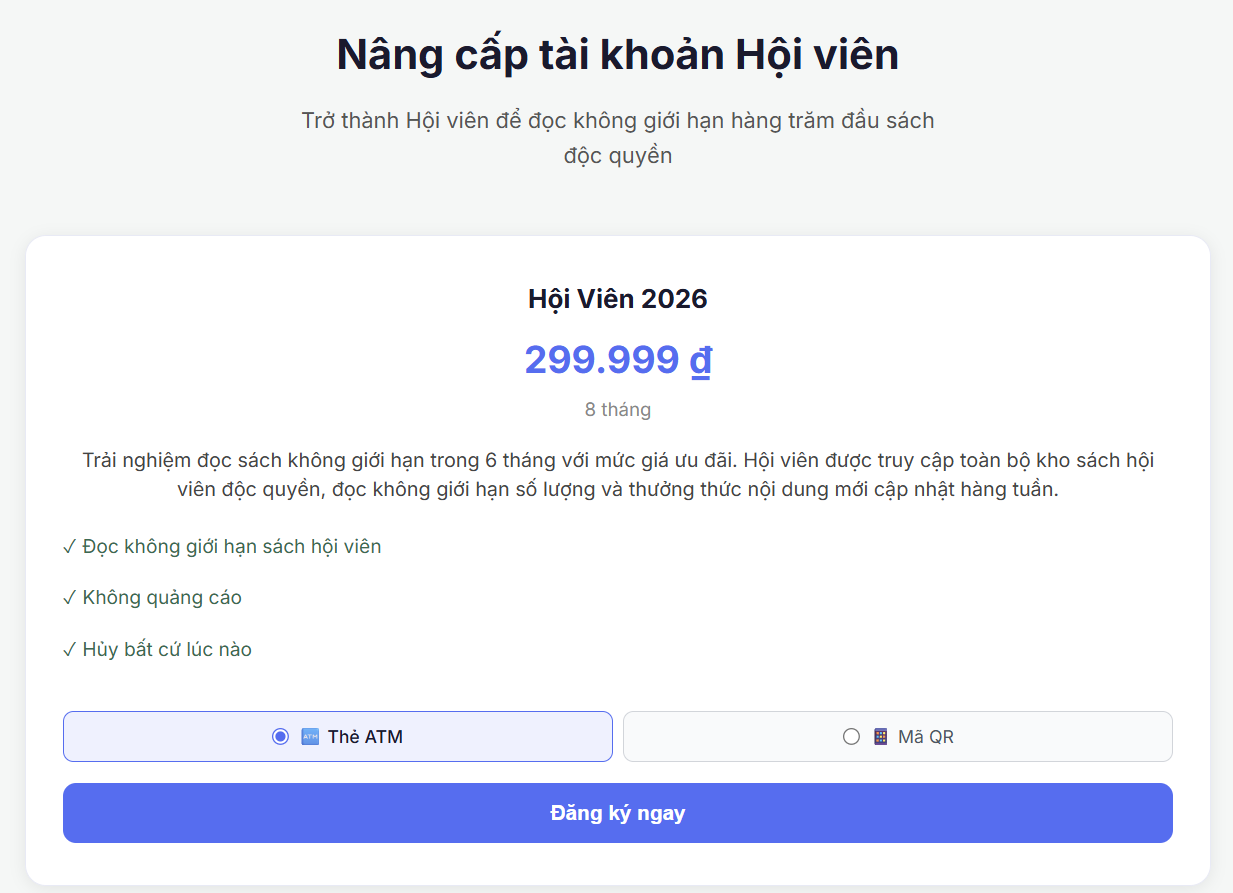 Nâng cấp tài khoản Hội viên
Trở thành Hội viên để đọc không giới hạn hàng trăm đầu sách
độc quyền
Hội Viên 2026
299.999 ₫
8 tháng
Trải nghiệm đọc sách không giới hạn trong 6 tháng với mức giá ưu đãi. Hội viên được truy cập toàn bộ kho sách hội
viên độc quyền, đọc không giới hạn số lượng và thưởng thức nội dung mới cập nhật hàng tuần.
✓ Đọc không giới hạn sách hội viên
✓ Không quảng cáo
✓ Hủy bất cứ lúc nào
ATM Thẻ ATM
Mã QR
Đăng ký ngay